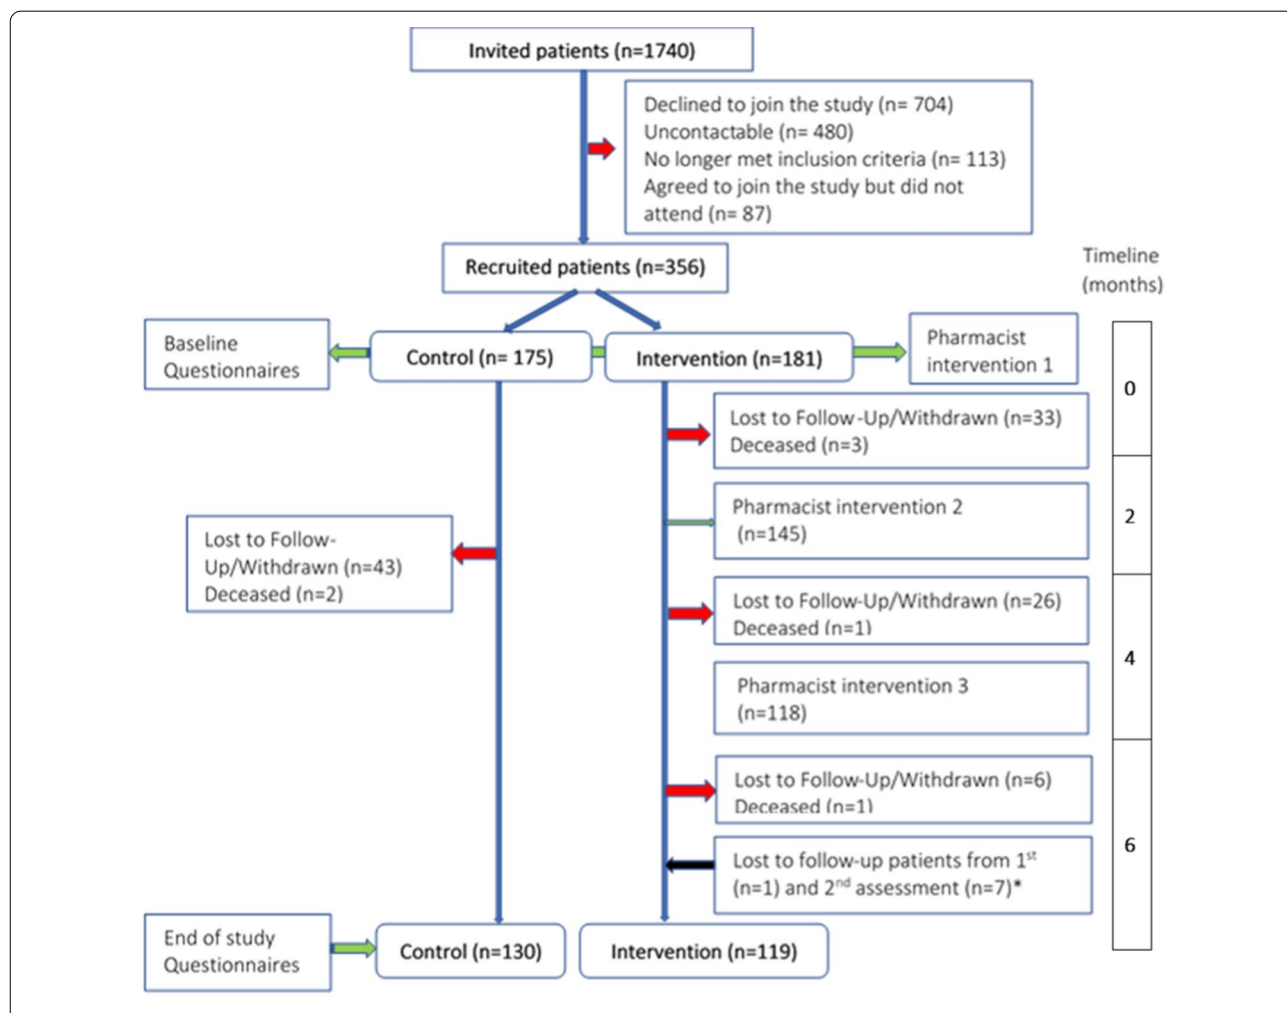 Invited patients (n=1740)
Declined to join the study (n= 704)
Uncontactable (n= 480)
No longer met inclusion criteria (n= 113)
Agreed to join the study but did not
attend (n= 87)
Recruited patients (n=356)
Timeline
(months)
Baseline
Questionnaires
Control (n= 175)
Intervention (n=181)
Pharmacist
intervention 1
0
Lost to Follow-Up/Withdrawn (n=33)
Deceased (n=3)
Pharmacist intervention 2
(n=145)
2
Lost to Follow-
Up/Withdrawn (n=43)
Deceased (n=2)
Lost to Follow-Up/Withdrawn (n=26)
Deceased (n=1)
4
Pharmacist intervention 3
(n=118)
Lost to Follow-Up/Withdrawn (n=6)
Deceased (n=1)
6
Lost to follow-up patients from 1st
(n=1) and 2nd assessment (n=7)*
End of study
Questionnaires
Control (n=130)
Intervention (n=119)